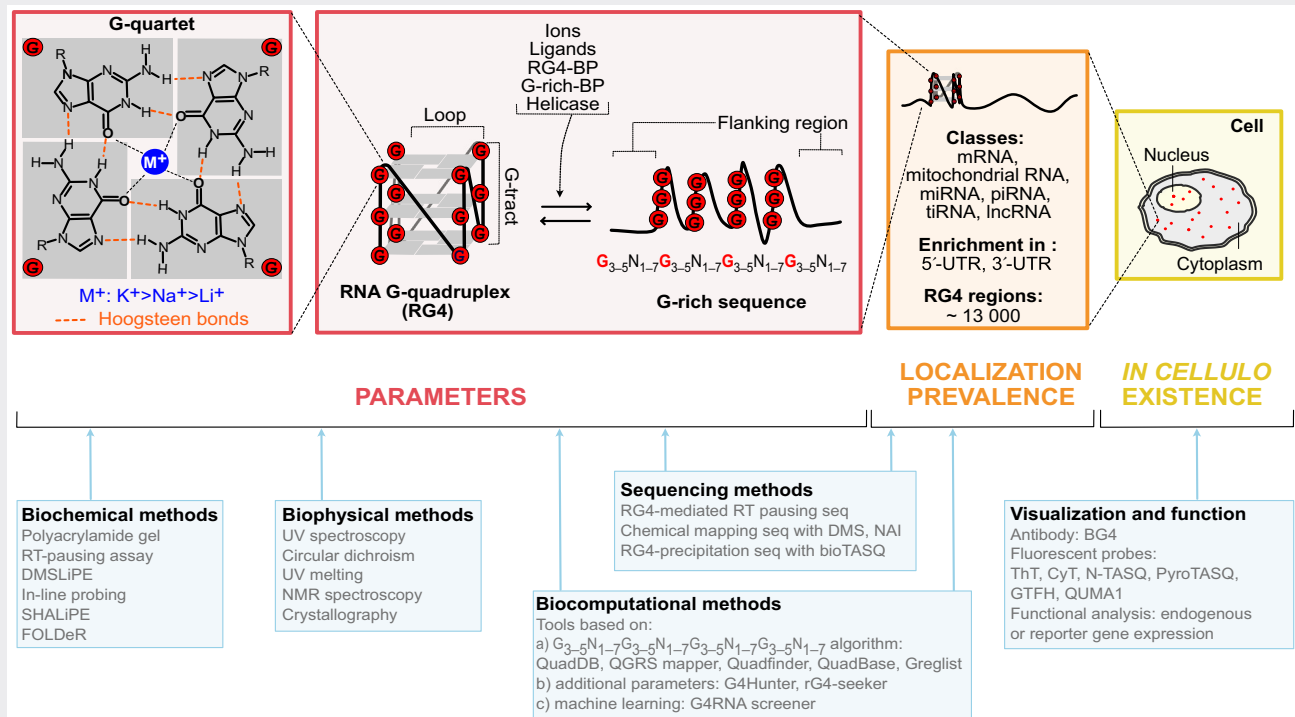 G-quartet
G
G
G
G
R
R
R
R
N
N
N
N
N
H
H
H
O
N
N
N
N
N
H
H
H
O
N
N
N
N
N
H
H
H
O
N
N
N
N
N
H
H
H
O
M⁺
M⁺: K⁺>Na⁺>Li⁺
Hoogsteen bonds
Ions
Ligands
RG4-BP
G-rich-BP
Helicase
Loop
G-tract
G
G
G
G
G
G
G
G
G
G
G
G
RNA G-quadruplex
(RG4)
Flanking region
G
G
G
G
G
G
G
G
G
G
G
G
G₃₋₅N₁₋₇G₃₋₅N₁₋₇G₃₋₅N₁₋₇G₃₋₅N₁₋₇
G-rich sequence
Classes:
mRNA,
mitochondrial RNA,
miRNA, piRNA,
tiRNA, lncRNA
Enrichment in :
5′-UTR, 3′-UTR
RG4 regions:
~ 13 000
Cell
Nucleus
Cytoplasm
PARAMETERS
LOCALIZATION
PREVALENCE
IN CELLULO
EXISTENCE
Biochemical methods
Polyacrylamide gel
RT-pausing assay
DMSLiPE
In-line probing
SHALiPE
FOLDeR
Biophysical methods
UV spectroscopy
Circular dichroism
UV melting
NMR spectroscopy
Crystallography
Sequencing methods
RG4-mediated RT pausing seq
Chemical mapping seq with DMS, NAI
RG4-precipitation seq with bioTASQ
Biocomputational methods
Tools based on:
a) G₃₋₅N₁₋₇G₃₋₅N₁₋₇G₃₋₅N₁₋₇G₃₋₅N₁₋₇ algorithm:
QuadDB, QGRS mapper, Quadfinder, QuadBase, Greglist
b) additional parameters: G4Hunter, rG4-seeker
c) machine learning: G4RNA screener
Visualization and function
Antibody: BG4
Fluorescent probes:
ThT, CyT, N-TASQ, PyroTASQ,
GTFH, QUMA1
Functional analysis: endogenous
or reporter gene expression